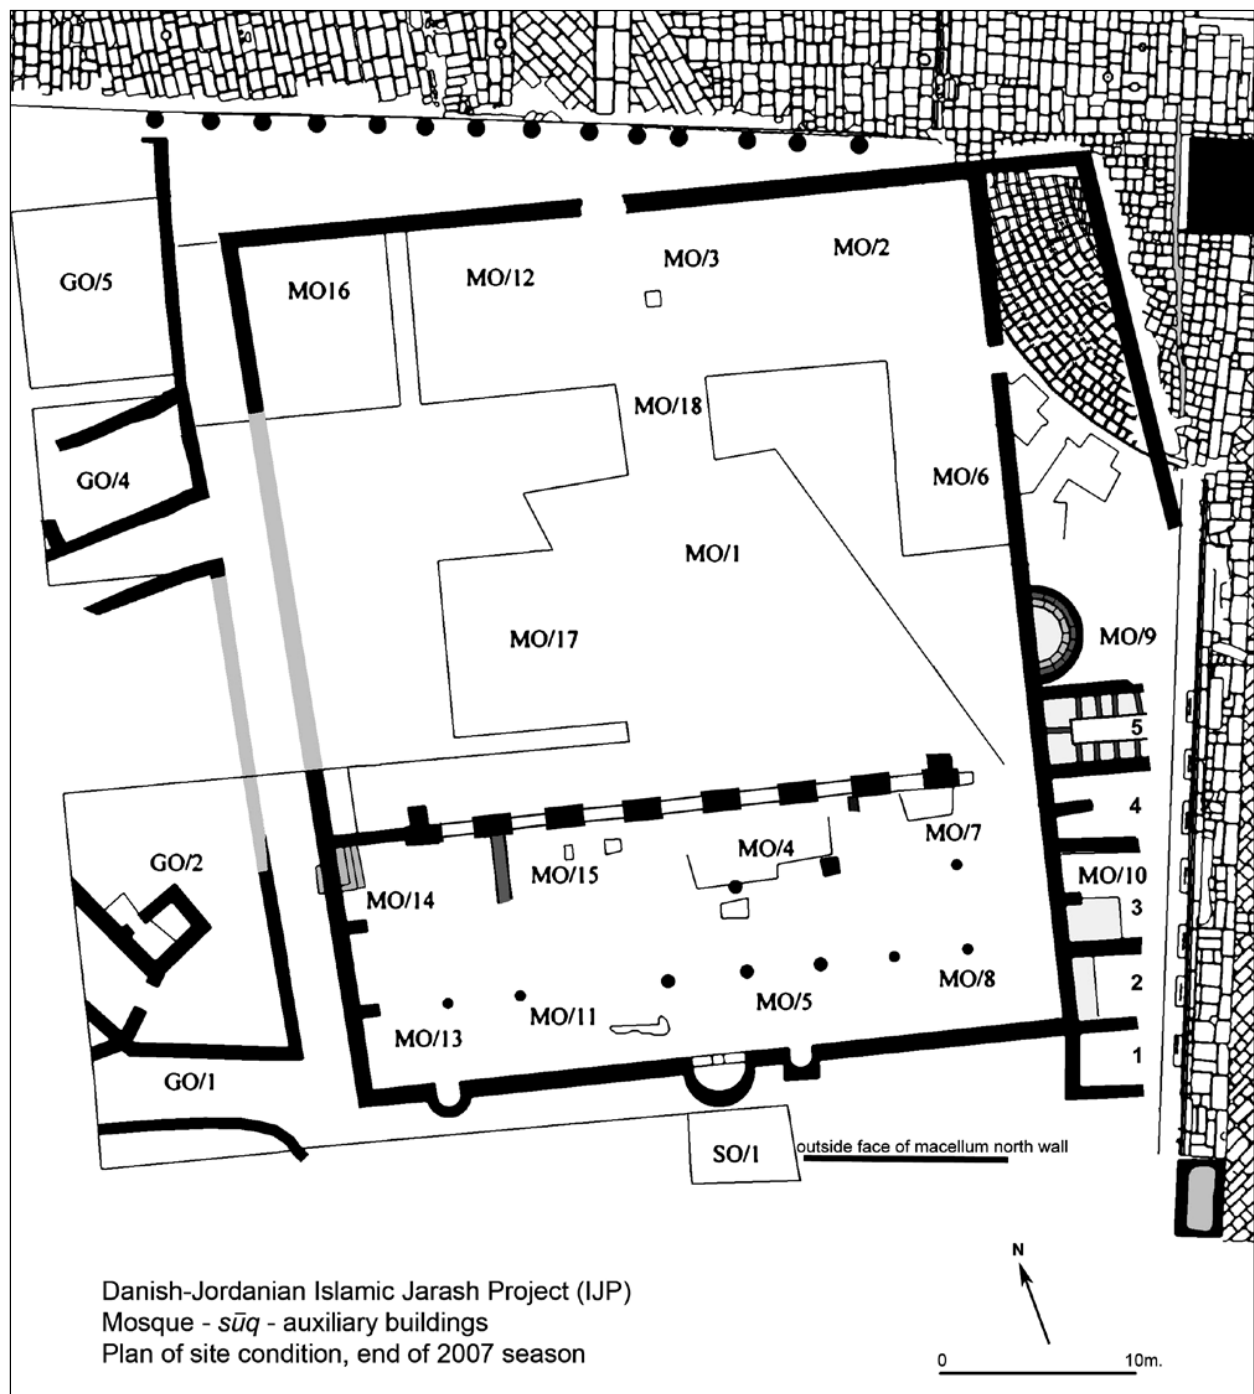 GO/5
MO16
MO/12
MO/3
MO/2
MO/18
GO/4
MO/6
MO/1
MO/17
MO/9
5
4
MO/7
GO/2
MO/15
MO/4
MO/14
MO/10
3
MO/8
2
MO/5
MO/11
MO/13
1
GO/1
SO/1
outside face of macellum north wall
N
Danish-Jordanian Islamic Jarash Project (IJP)
Mosque - sūq - auxiliary buildings
Plan of site condition, end of 2007 season
0 10m.